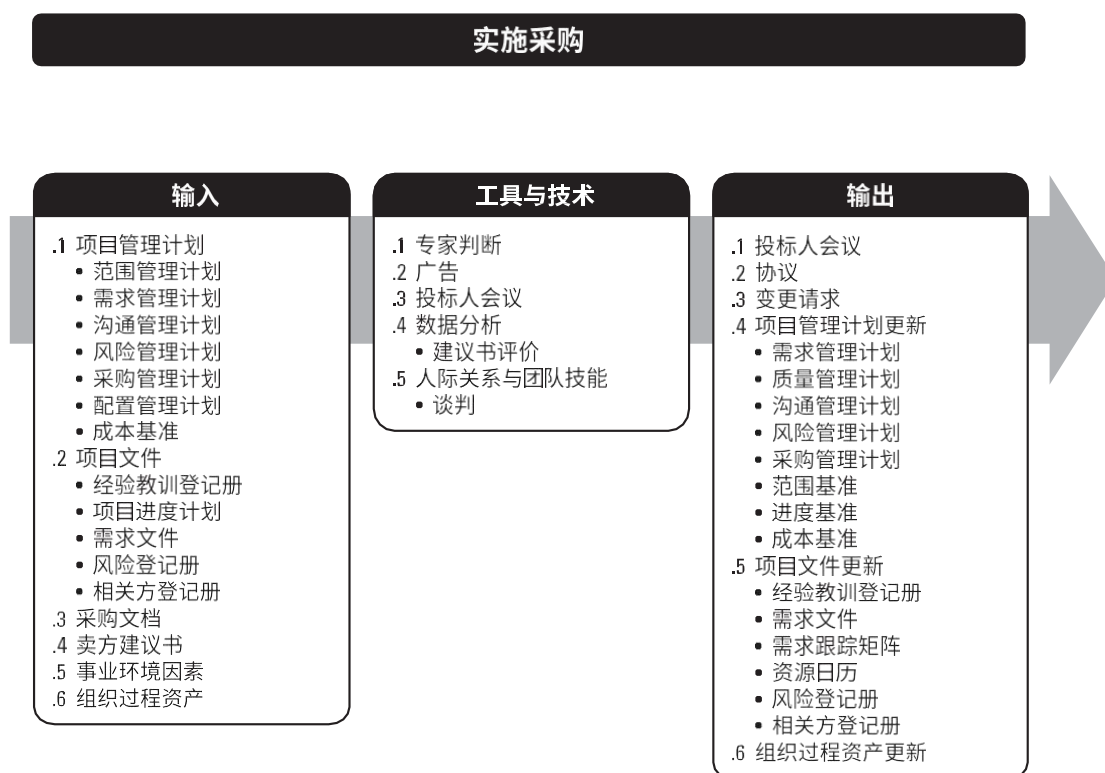 实施采购
输入
.1 项目管理计划
• 范围管理计划
• 需求管理计划
• 沟通管理计划
• 风险管理计划
• 采购管理计划
• 配置管理计划
• 成本基准
.2 项目文件
• 经验教训登记册
• 项目进度计划
• 需求文件
• 风险登记册
• 相关方登记册
.3 采购文档
.4 卖方建议书
.5 事业环境因素
.6 组织过程资产
工具与技术
.1 专家判断
.2 广告
.3 投标人会议
.4 数据分析
• 建议书评价
.5 人际关系与团队技能
• 谈判
输出
.1 投标人会议
.2 协议
.3 变更请求
.4 项目管理计划更新
• 需求管理计划
• 质量管理计划
• 沟通管理计划
• 风险管理计划
• 采购管理计划
• 范围基准
• 进度基准
• 成本基准
.5 项目文件更新
• 经验教训登记册
• 需求文件
• 需求跟踪矩阵
• 资源日历
• 风险登记册
• 相关方登记册
.6 组织过程资产更新